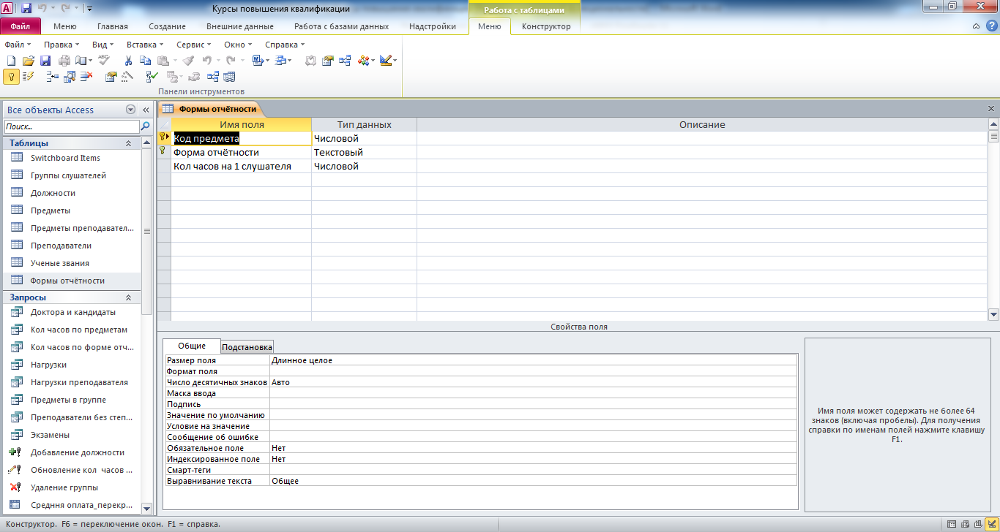 Курсы повышения квалификации
Работа с таблицами
Файл Меню Главная Создание Внешние данные Работа с базами данных Надстройки Меню Конструктор
Файл Правка Вид Вставка Сервис Окно Справка
Панели инструментов
Все объекты Access
Поиск...
Таблицы
Switchboard Items
Группы слушателей
Должности
Предметы
Предметы преподавател...
Преподаватели
Ученые звания
Формы отчётности
Запросы
Доктора и кандидаты
Кол часов по предметам
Кол часов по форме отч...
Нагрузки
Нагрузки преподавателя
Предметы в группе
Преподаватели без степ...
Экзамены
Добавление должности
Обновление кол часов ...
Удаление группы
Средння оплата_перекр...
Формы отчётности
Имя поля Тип данных Описание
Код предмета Числовой
Форма отчётности Текстовый
Кол часов на 1 слушателя Числовой
Свойства поля
Общие Подстановка
Размер поля Длинное целое
Формат поля
Число десятичных знаков Авто
Маска ввода
Подпись
Значение по умолчанию
Условие на значение
Сообщение об ошибке
Обязательное поле Нет
Индексированное поле Нет
Смарт-теги
Выравнивание текста Общее
Имя поля может содержать не более 64
знаков (включая пробелы). Для получения
справки по именам полей нажмите клавишу
F1.
Конструктор. F6 = переключение окон. F1 = справка.